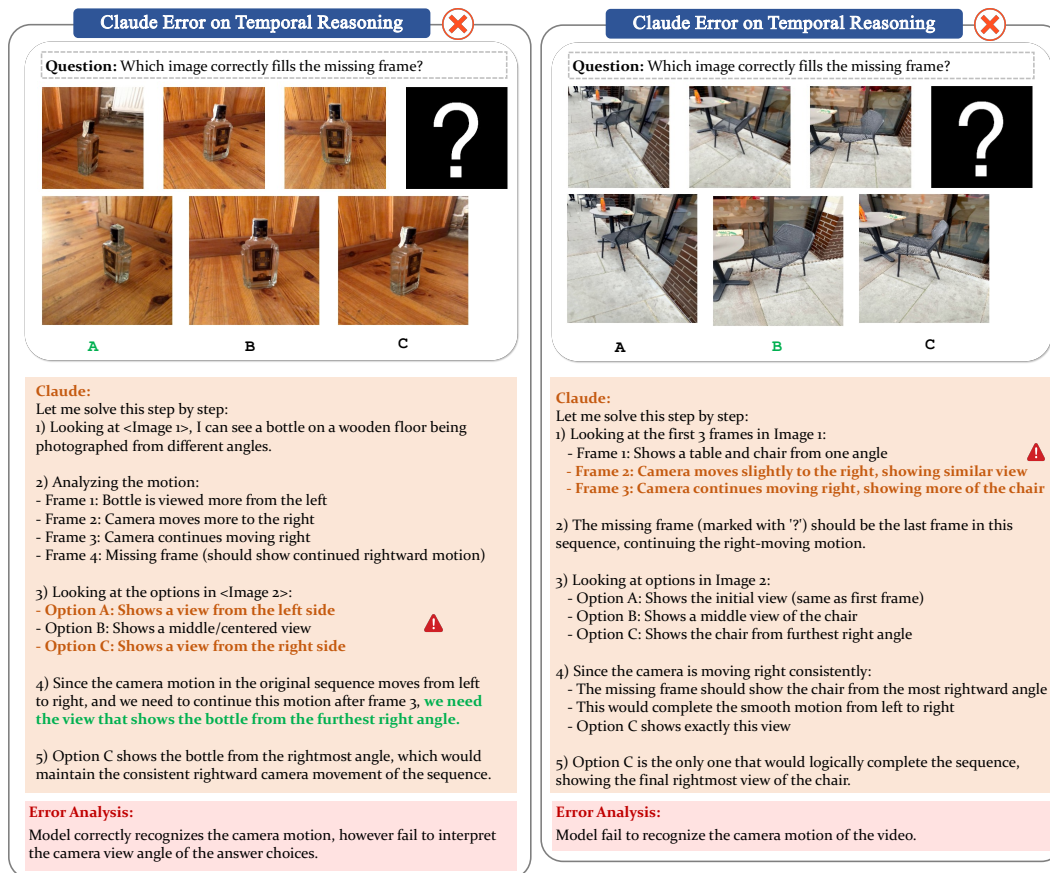 Claude Error on Temporal Reasoning
Question: Which image correctly fills the missing frame?
?
A
B
C
Claude:
Let me solve this step by step:
1) Looking at <Image 1>, I can see a bottle on a wooden floor being
photographed from different angles.
2) Analyzing the motion:
- Frame 1: Bottle is viewed more from the left
- Frame 2: Camera moves more to the right
- Frame 3: Camera continues moving right
- Frame 4: Missing frame (should show continued rightward motion)
3) Looking at the options in <Image 2>:
- Option A: Shows a view from the left side
- Option B: Shows a middle/centered view
- Option C: Shows a view from the right side
4) Since the camera motion in the original sequence moves from left
to right, and we need to continue this motion after frame 3, we need
the view that shows the bottle from the furthest right angle.
5) Option C shows the bottle from the rightmost angle, which would
maintain the consistent rightward camera movement of the sequence.
Error Analysis:
Model correctly recognizes the camera motion, however fail to interpret
the camera view angle of the answer choices.
Claude Error on Temporal Reasoning
Question: Which image correctly fills the missing frame?
?
A
B
C
Claude:
Let me solve this step by step:
1) Looking at the first 3 frames in Image 1:
- Frame 1: Shows a table and chair from one angle
- Frame 2: Camera moves slightly to the right, showing similar view
- Frame 3: Camera continues moving right, showing more of the chair
2) The missing frame (marked with '?') should be the last frame in this
sequence, continuing the right-moving motion.
3) Looking at options in Image 2:
- Option A: Shows the initial view (same as first frame)
- Option B: Shows a middle view of the chair
- Option C: Shows the chair from furthest right angle
4) Since the camera is moving right consistently:
- The missing frame should show the chair from the most rightward angle
- This would complete the smooth motion from left to right
- Option C shows exactly this view
5) Option C is the only one that would logically complete the sequence,
showing the final rightmost view of the chair.
Error Analysis:
Model fail to recognize the camera motion of the video.